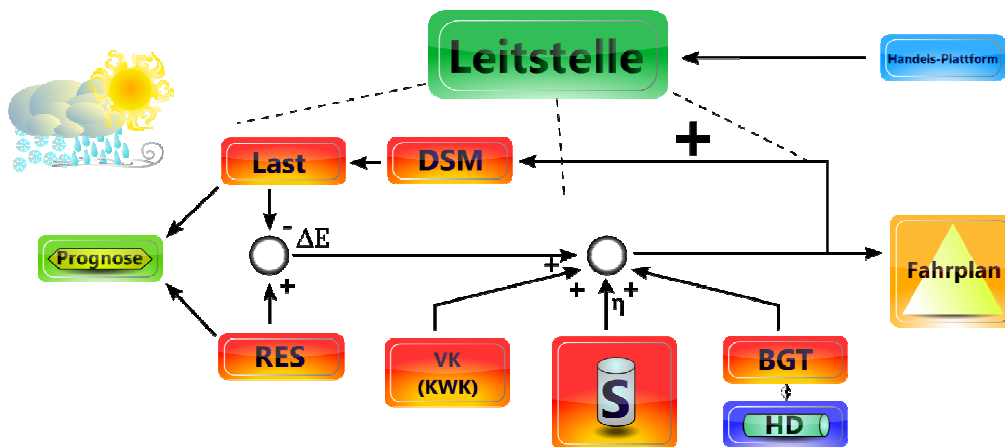 Leitstelle
Handels-Plattform
+
Last
DSM
-
ΔE
Prognose
+
+
+
η
+
Fahrplan
RES
VK
(KWK)
S
BGT
HD